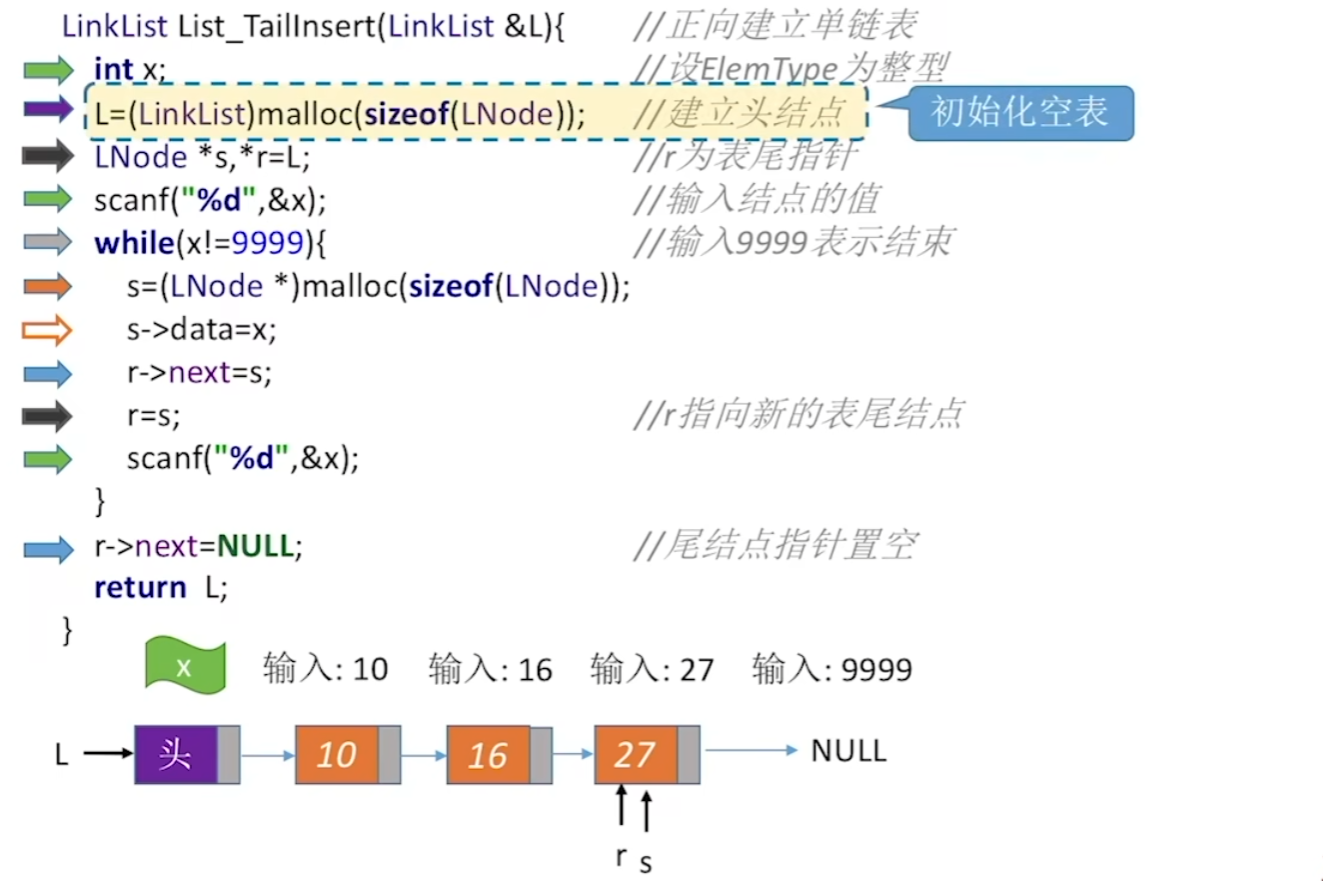 LinkList List_TailInsert(LinkList &L){ //正向建立单链表
int x; //设ElemType为整型
L=(LinkList)malloc(sizeof(LNode)); //建立头结点 初始化空表
LNode *s,*r=L; //r为表尾指针
scanf("%d",&x); //输入结点的值
while(x!=9999){ //输入9999表示结束
s=(LNode *)malloc(sizeof(LNode));
s->data=x;
r->next=s;
r=s; //r指向新的表尾结点
scanf("%d",&x);
}
r->next=NULL; //尾结点指针置空
return L;
}
x 输入: 10 输入: 16 输入: 27 输入: 9999
L 头 10 16 27 NULL
r s